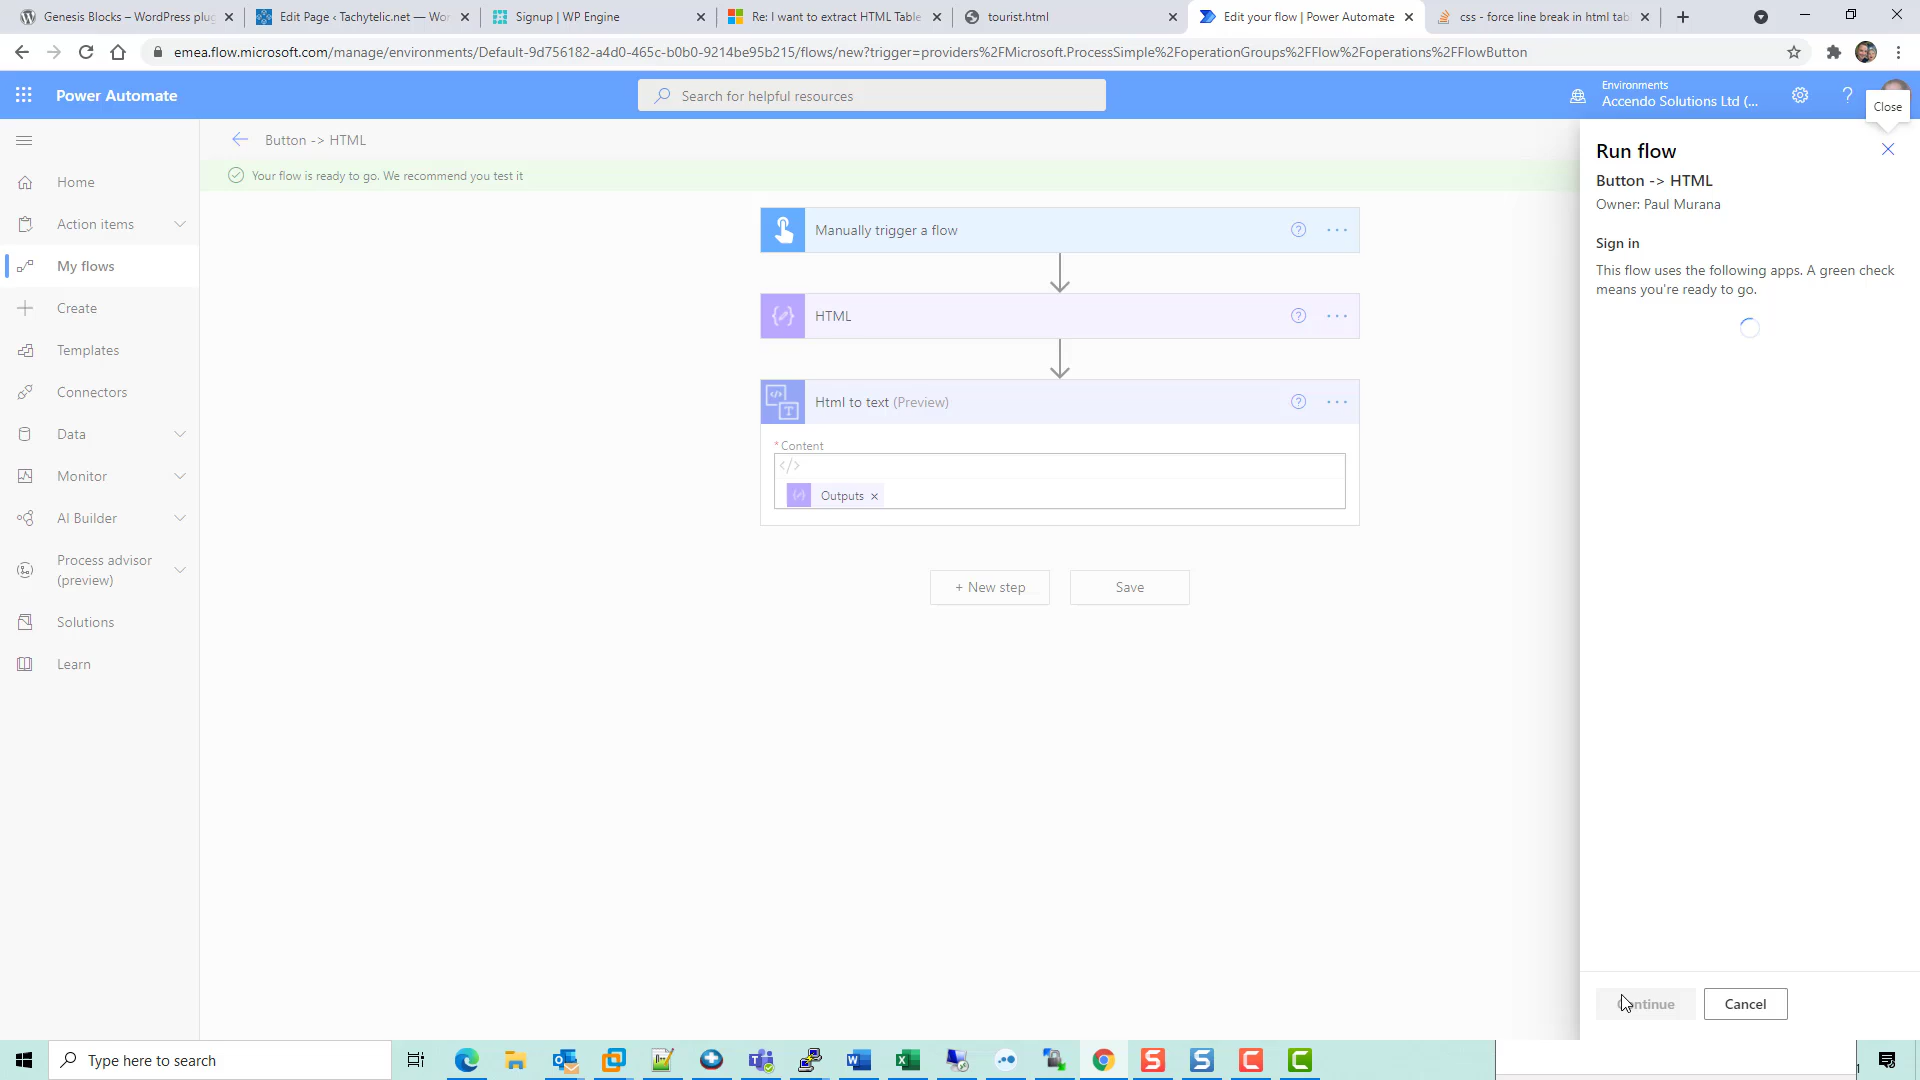 Genesis Blocks – WordPress plug
Edit Page ‹ Tachytelic.net — Wor
Signup | WP Engine
Re: I want to extract HTML Table
tourist.html
Edit your flow | Power Automate
css - force line break in html tab
emea.flow.microsoft.com/manage/environments/Default-9d756182-a4d0-465c-b0b0-9214be95b215/flows/new?trigger=providers%2FMicrosoft.ProcessSimple%2FoperationGroups%2FFlow%2Foperations%2FFlowButton
Power Automate
Search for helpful resources
Environments
Accendo Solutions Ltd (...
Close
Button -> HTML
Your flow is ready to go. We recommend you test it
Home
Action items
My flows
Create
Templates
Connectors
Data
Monitor
AI Builder
Process advisor
(preview)
Solutions
Learn
Manually trigger a flow
HTML
Html to text (Preview)
* Content
</>
Outputs ×
+ New step
Save
Run flow
Button -> HTML
Owner: Paul Murana
Sign in
This flow uses the following apps. A green check
means you're ready to go.
ntinue
Cancel
Type here to search